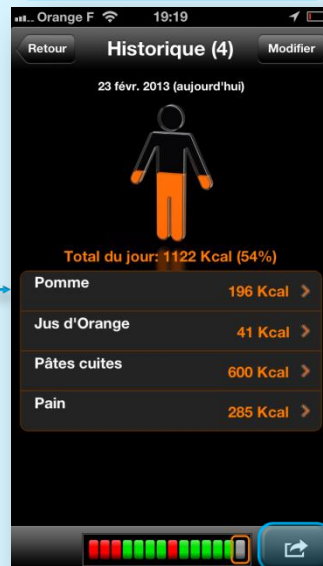 Orange F 19:19
Retour Historique (4) Modifier
23 févr. 2013 (aujourd'hui)
Total du jour: 1122 Kcal (54%)
Pomme
196 Kcal
Jus d'Orange
41 Kcal
Pâtes cuites
600 Kcal
Pain
285 Kcal